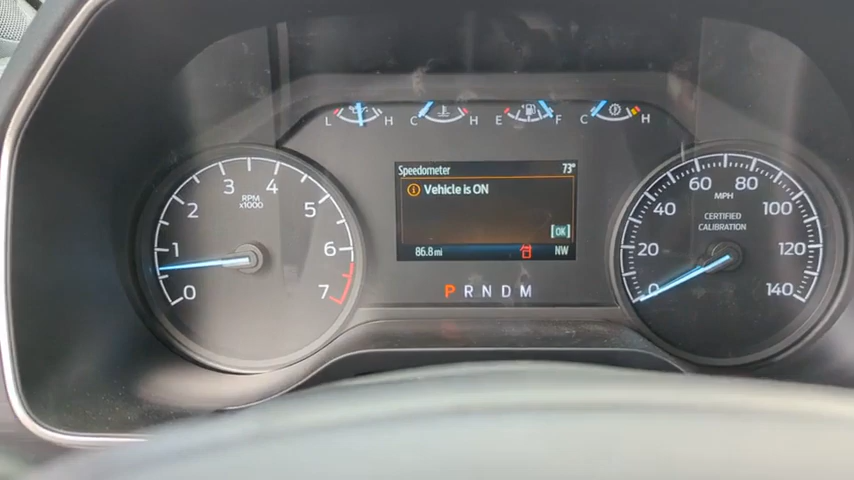 L H C H E F C H
Speedometer 73°
Vehicle is ON
[OK]
86.8 mi NW
P R N D M
0 1 2 3 4 5 6 7
RPM
x1000
0 20 40 60 80 100 120 140
MPH
CERTIFIED
CALIBRATION